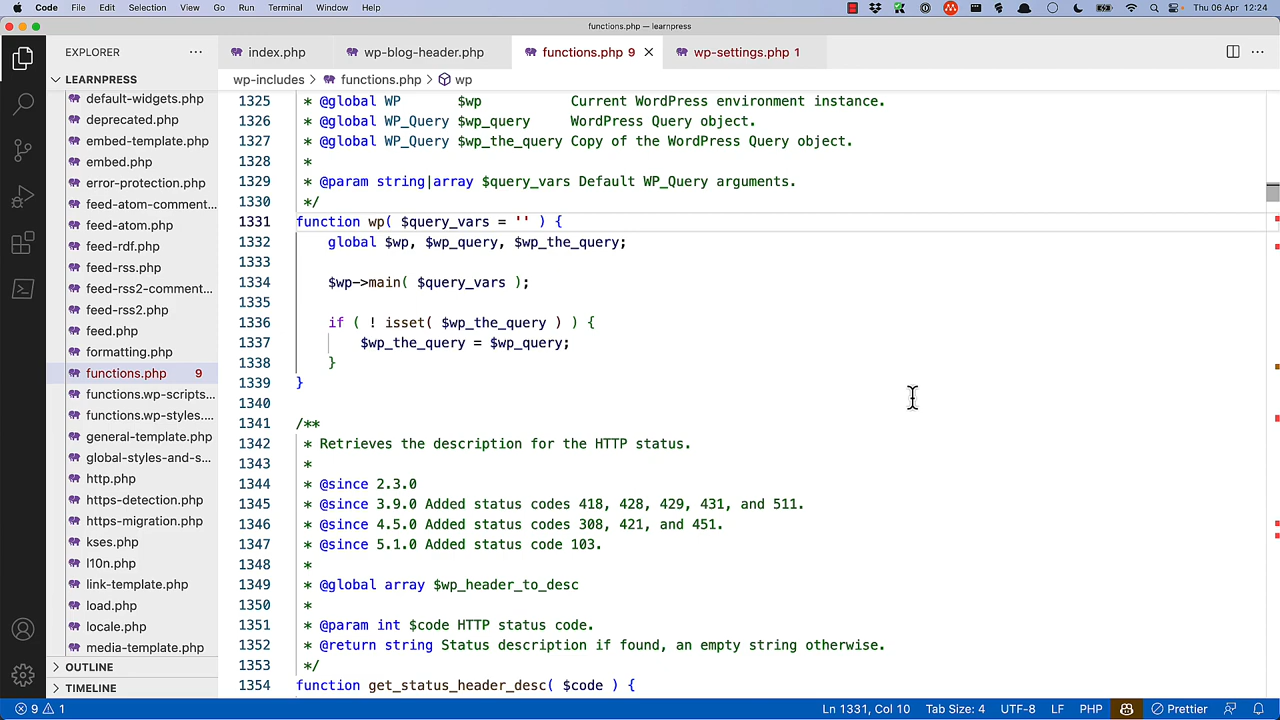 Code File Edit Selection View Go Run Terminal Window Help Thu 06 Apr 12:24
functions.php — learnpress
EXPLORER
index.php wp-blog-header.php functions.php 9 wp-settings.php 1
wp-includes > functions.php > wp
LEARNPRESS
default-widgets.php
deprecated.php
embed-template.php
embed.php
error-protection.php
feed-atom-comment...
feed-atom.php
feed-rdf.php
feed-rss.php
feed-rss2-comment...
feed-rss2.php
feed.php
formatting.php
functions.php 9
functions.wp-scripts...
functions.wp-styles....
general-template.php
global-styles-and-s...
http.php
https-detection.php
https-migration.php
kses.php
l10n.php
link-template.php
load.php
locale.php
media-template.php
OUTLINE
TIMELINE
1325 * @global WP $wp Current WordPress environment instance.
1326 * @global WP_Query $wp_query WordPress Query object.
1327 * @global WP_Query $wp_the_query Copy of the WordPress Query object.
1328 *
1329 * @param string|array $query_vars Default WP_Query arguments.
1330 */
1331 function wp( $query_vars = '' ) {
1332 global $wp, $wp_query, $wp_the_query;
1333
1334 $wp->main( $query_vars );
1335
1336 if ( ! isset( $wp_the_query ) ) {
1337 $wp_the_query = $wp_query;
1338 }
1339 }
1340
1341 /**
1342 * Retrieves the description for the HTTP status.
1343 *
1344 * @since 2.3.0
1345 * @since 3.9.0 Added status codes 418, 428, 429, 431, and 511.
1346 * @since 4.5.0 Added status codes 308, 421, and 451.
1347 * @since 5.1.0 Added status code 103.
1348 *
1349 * @global array $wp_header_to_desc
1350 *
1351 * @param int $code HTTP status code.
1352 * @return string Status description if found, an empty string otherwise.
1353 */
1354 function get_status_header_desc( $code ) {
9 1 Ln 1331, Col 10 Tab Size: 4 UTF-8 LF PHP Prettier